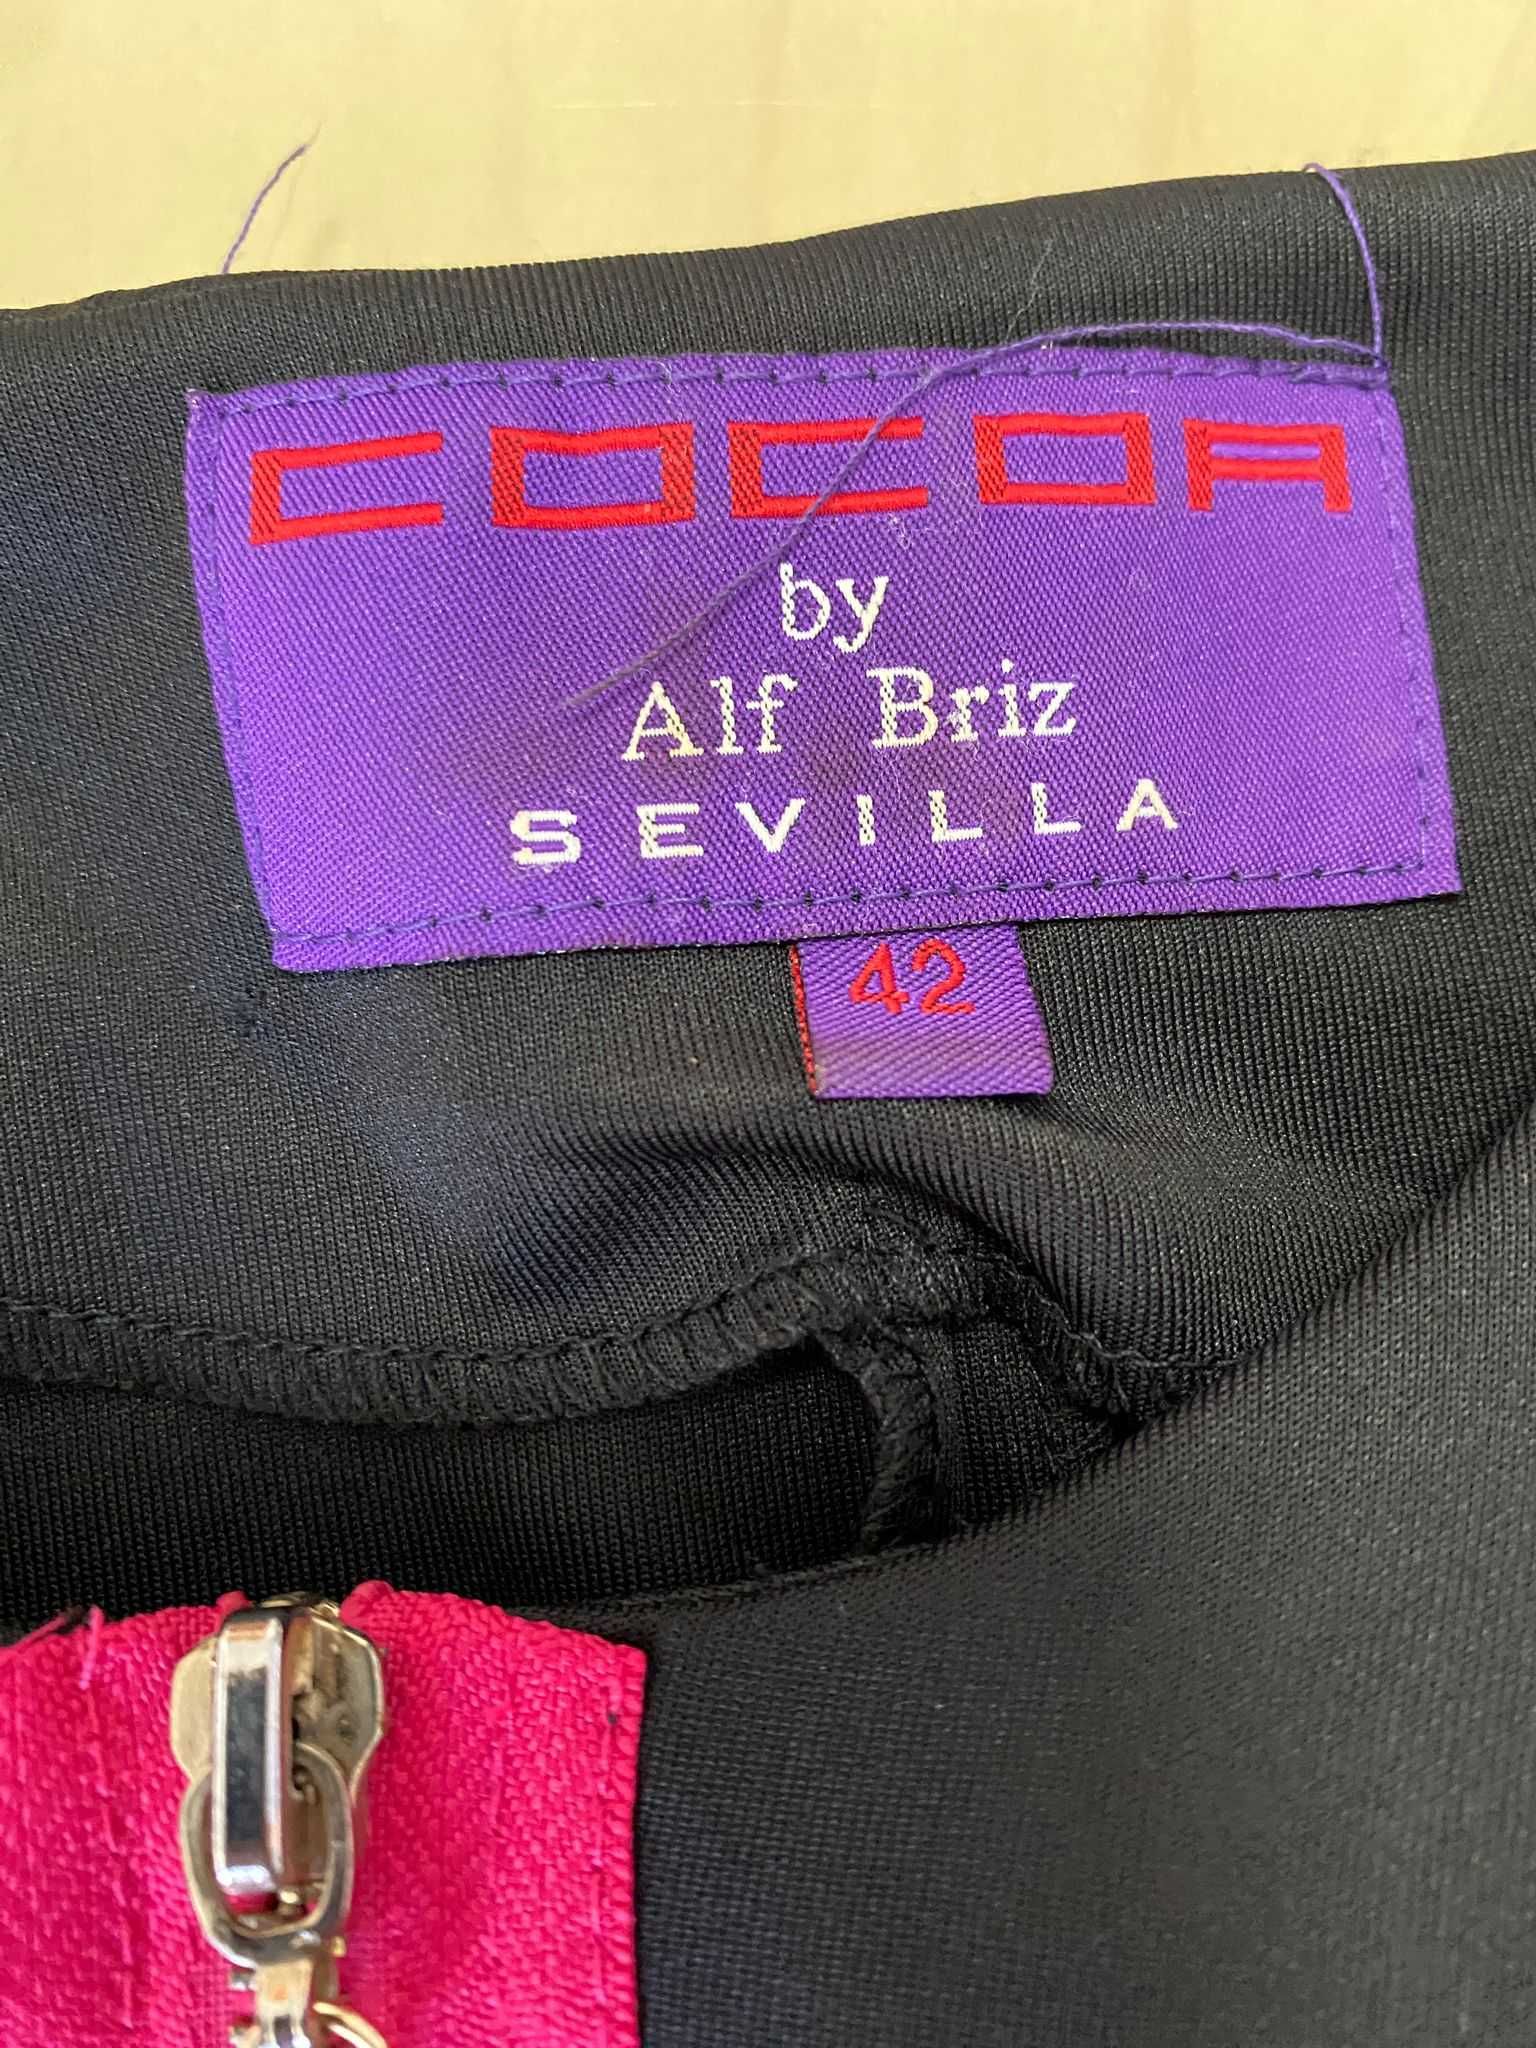 COCOA
by
Alf Briz
SEVILLA
42